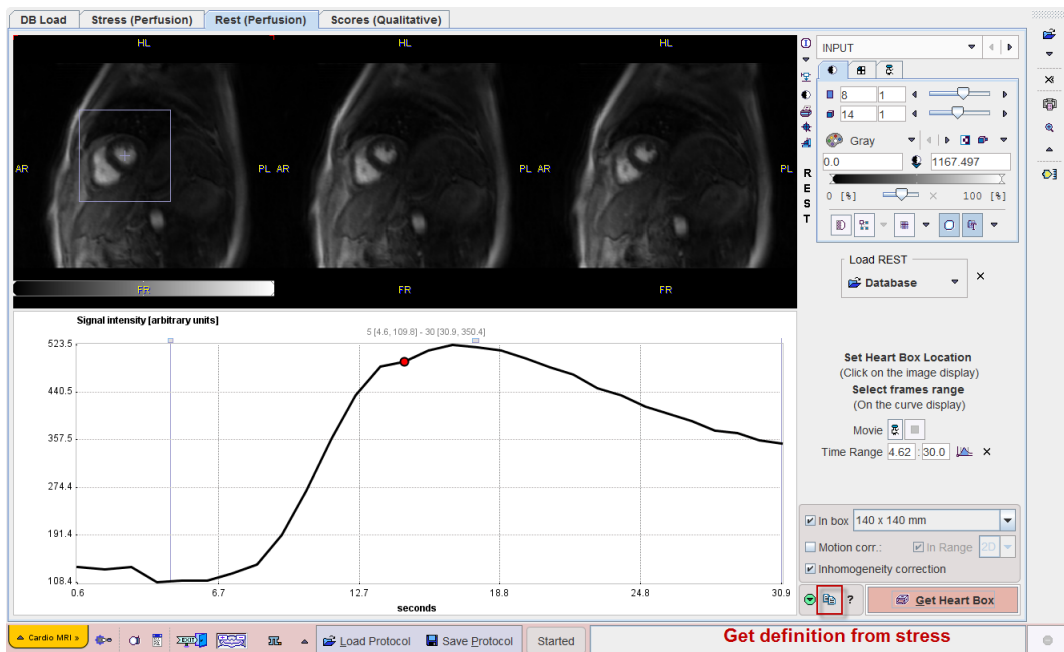 DB Load
Stress (Perfusion)
Rest (Perfusion)
Scores (Qualitative)
HL
HL
HL
AR
PL
AR
PL
AR
PL
FR
FR
FR
INPUT
8
1
14
1
Gray
0.0
1167.497
0
[%]
100
[%]
R
E
S
T
Load REST
Database
Signal intensity [arbitrary units]
5 [4.6, 109.8] - 30 [30.9, 350.4]
523.5
440.5
357.5
274.4
191.4
108.4
0.6
6.7
12.7
18.8
24.8
30.9
seconds
Set Heart Box Location
(Click on the image display)
Select frames range
(On the curve display)
Movie
Time Range
4.62
:
30.0
In box
140 x 140 mm
Motion corr.:
In Range
2D
Inhomogeneity correction
?
Get Heart Box
Cardio MRI »
EXIT
Load Protocol
Save Protocol
Started
Get definition from stress